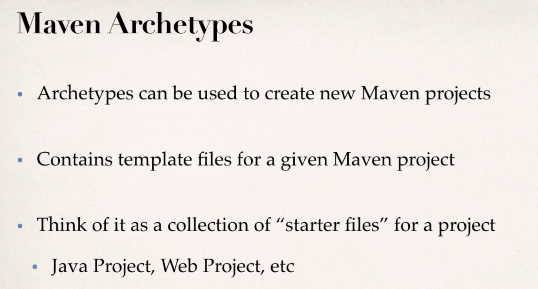 Maven Archetypes
• Archetypes can be used to create new Maven projects
• Contains template files for a given Maven project
• Think of it as a collection of “starter files” for a project
• Java Project, Web Project, etc